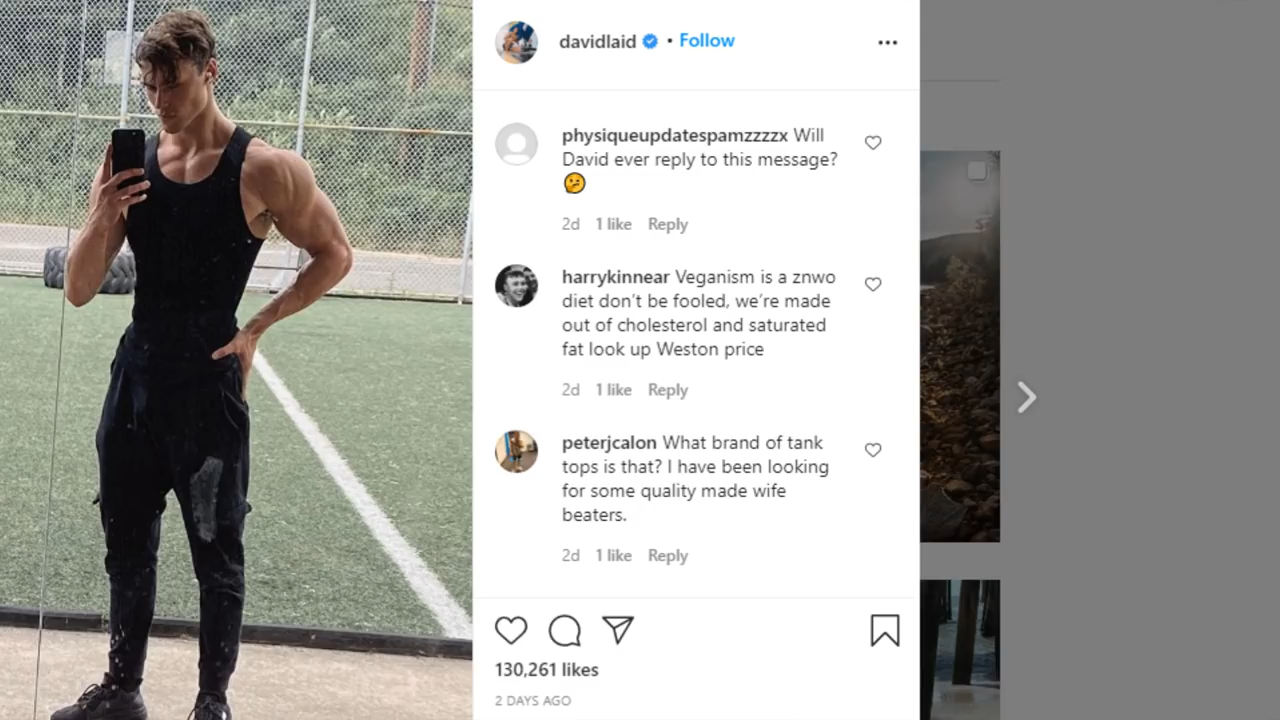 davidlaid • Follow
physiqueupdatespamzzzzx Will
David ever reply to this message?
🫤
2d 1 like Reply
harrykinnear Veganism is a znwo
diet don't be fooled, we're made
out of cholesterol and saturated
fat look up Weston price
2d 1 like Reply
peterjcalon What brand of tank
tops is that? I have been looking
for some quality made wife
beaters.
2d 1 like Reply
130,261 likes
2 DAYS AGO